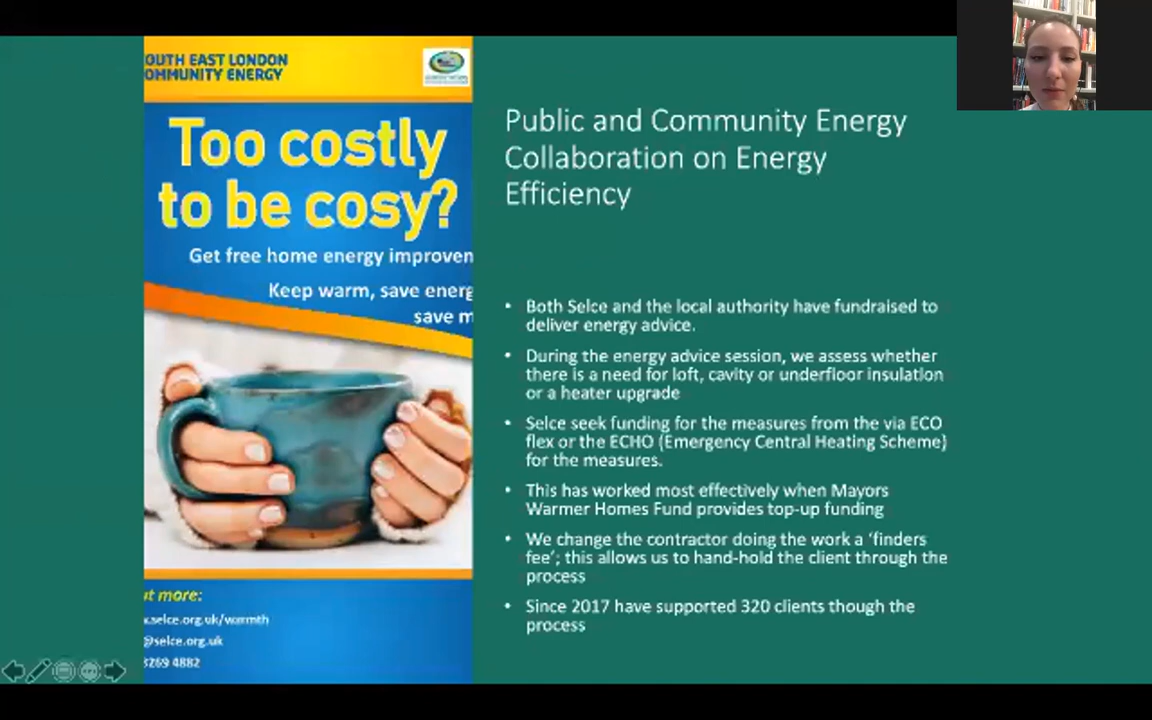 OUTH EAST LONDON
OMMUNITY ENERGY
Too costly
to be cosy?
Get free home energy improven
Keep warm, save energ
save m
ut more:
.selce.org.uk/warmth
@selce.org.uk
8269 4882
Public and Community Energy
Collaboration on Energy
Efficiency
• Both Selce and the local authority have fundraised to
deliver energy advice.
• During the energy advice session, we assess whether
there is a need for loft, cavity or underfloor insulation
or a heater upgrade
• Selce seek funding for the measures from the via ECO
flex or the ECHO (Emergency Central Heating Scheme)
for the measures.
• This has worked most effectively when Mayors
Warmer Homes Fund provides top-up funding
• We change the contractor doing the work a ‘finders
fee’; this allows us to hand-hold the client through the
process
• Since 2017 have supported 320 clients though the
process